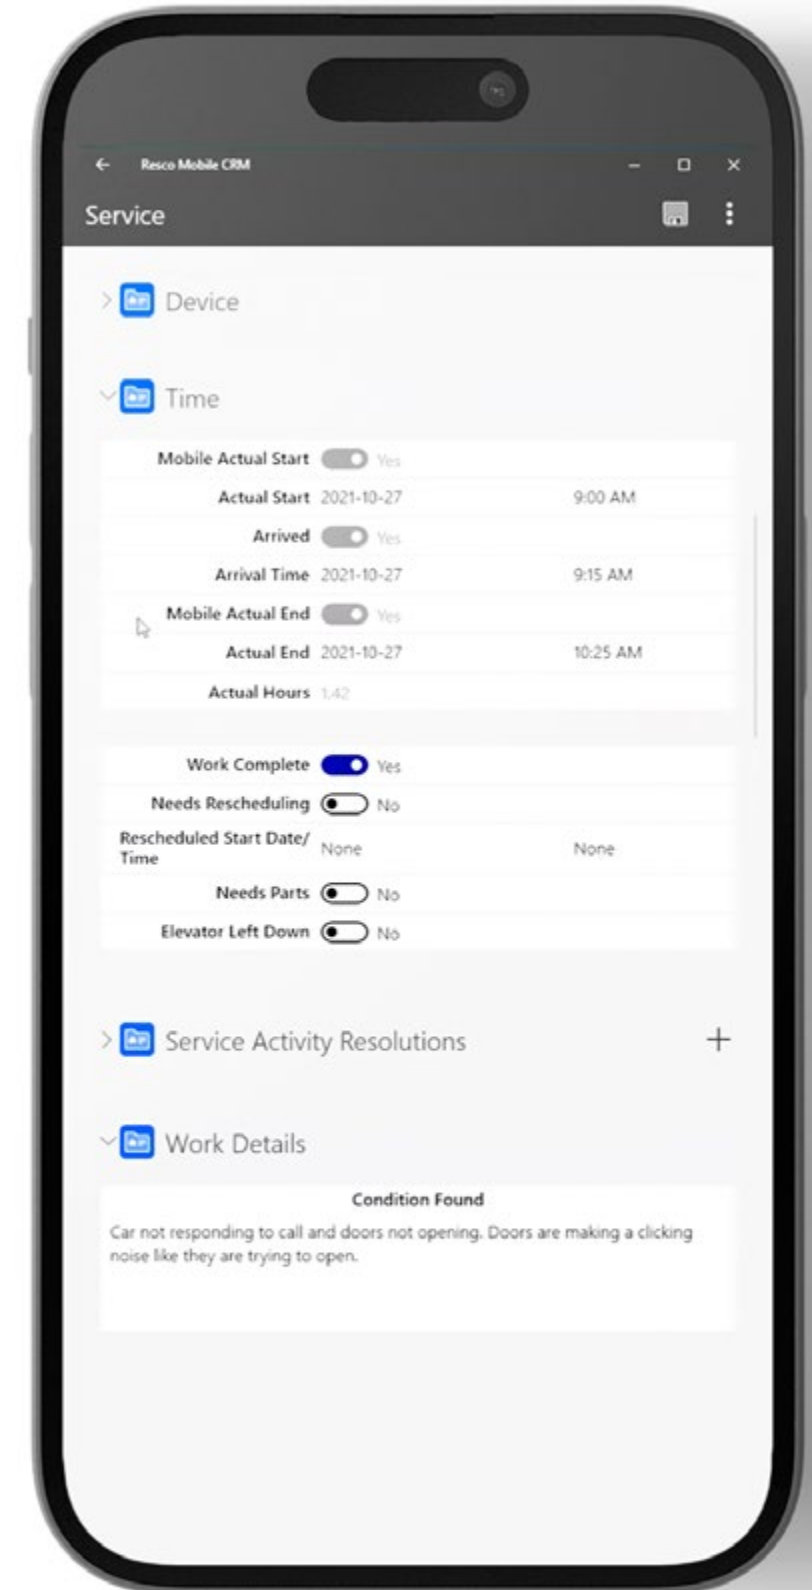 Resco Mobile CRM
Service
Device
Time
Mobile Actual Start Yes
Actual Start 2021-10-27 9:00 AM
Arrived Yes
Arrival Time 2021-10-27 9:15 AM
Mobile Actual End Yes
Actual End 2021-10-27 10:25 AM
Actual Hours 1.42
Work Complete Yes
Needs Rescheduling No
Rescheduled Start Date/
Time None None
Needs Parts No
Elevator Left Down No
Service Activity Resolutions
Work Details
Condition Found
Car not responding to call and doors not opening. Doors are making a clicking
noise like they are trying to open.